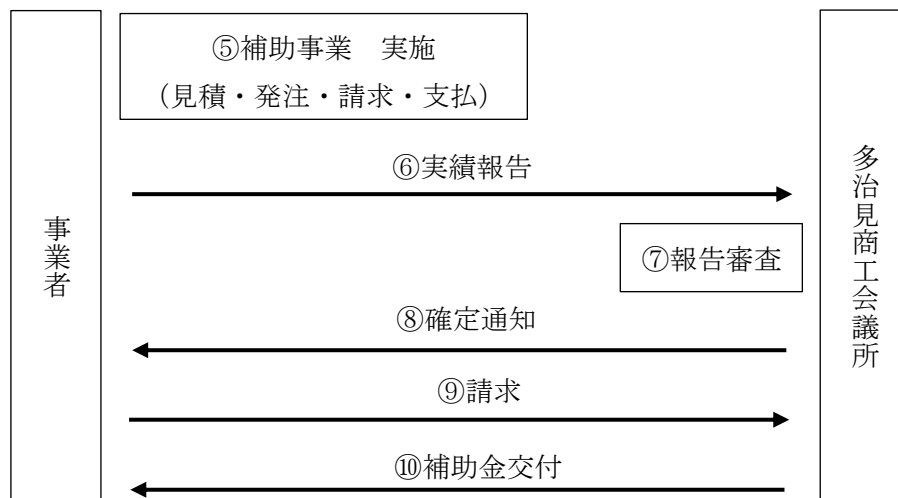 ⑤補助事業　実施
（見積・発注・請求・支払）
⑥実績報告
事業者
多治見商工会議所
⑦報告審査
⑧確定通知
⑨請求
⑩補助金交付